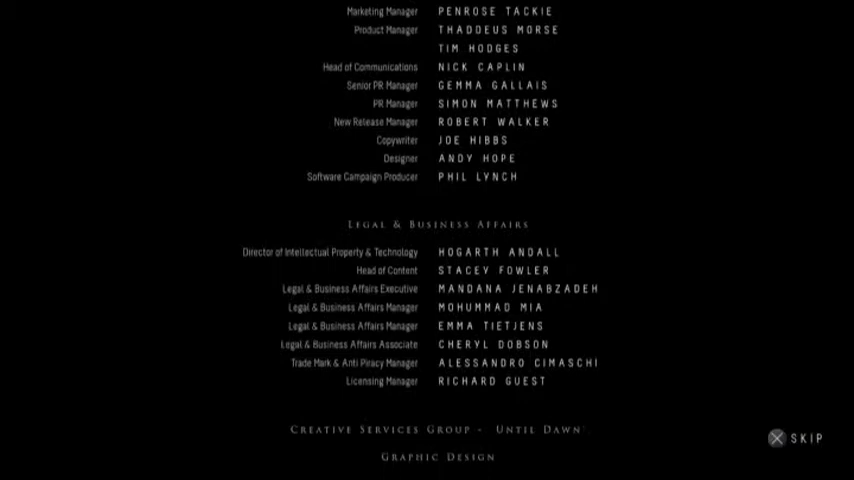 Marketing Manager PENROSE TACKIE
Product Manager THADDEUS MORSE
TIM HODGES
Head of Communications NICK CAPLIN
Senior PR Manager GEMMA GALLAIS
PR Manager SIMON MATTHEWS
New Release Manager ROBERT WALKER
Copywriter JOE HIBBS
Designer ANDY HOPE
Software Campaign Producer PHIL LYNCH
LEGAL & BUSINESS AFFAIRS
Director of Intellectual Property & Technology HOGARTH ANDALL
Head of Content STACEY FOWLER
Legal & Business Affairs Executive MANDANA JENABZADEH
Legal & Business Affairs Manager MOHUMMAD MIA
Legal & Business Affairs Manager EMMA TIETJENS
Legal & Business Affairs Associate CHERYL DOBSON
Trade Mark & Anti Piracy Manager ALESSANDRO CIMASCHI
Licensing Manager RICHARD GUEST
CREATIVE SERVICES GROUP - UNTIL DAWN
SKIP
GRAPHIC DESIGN